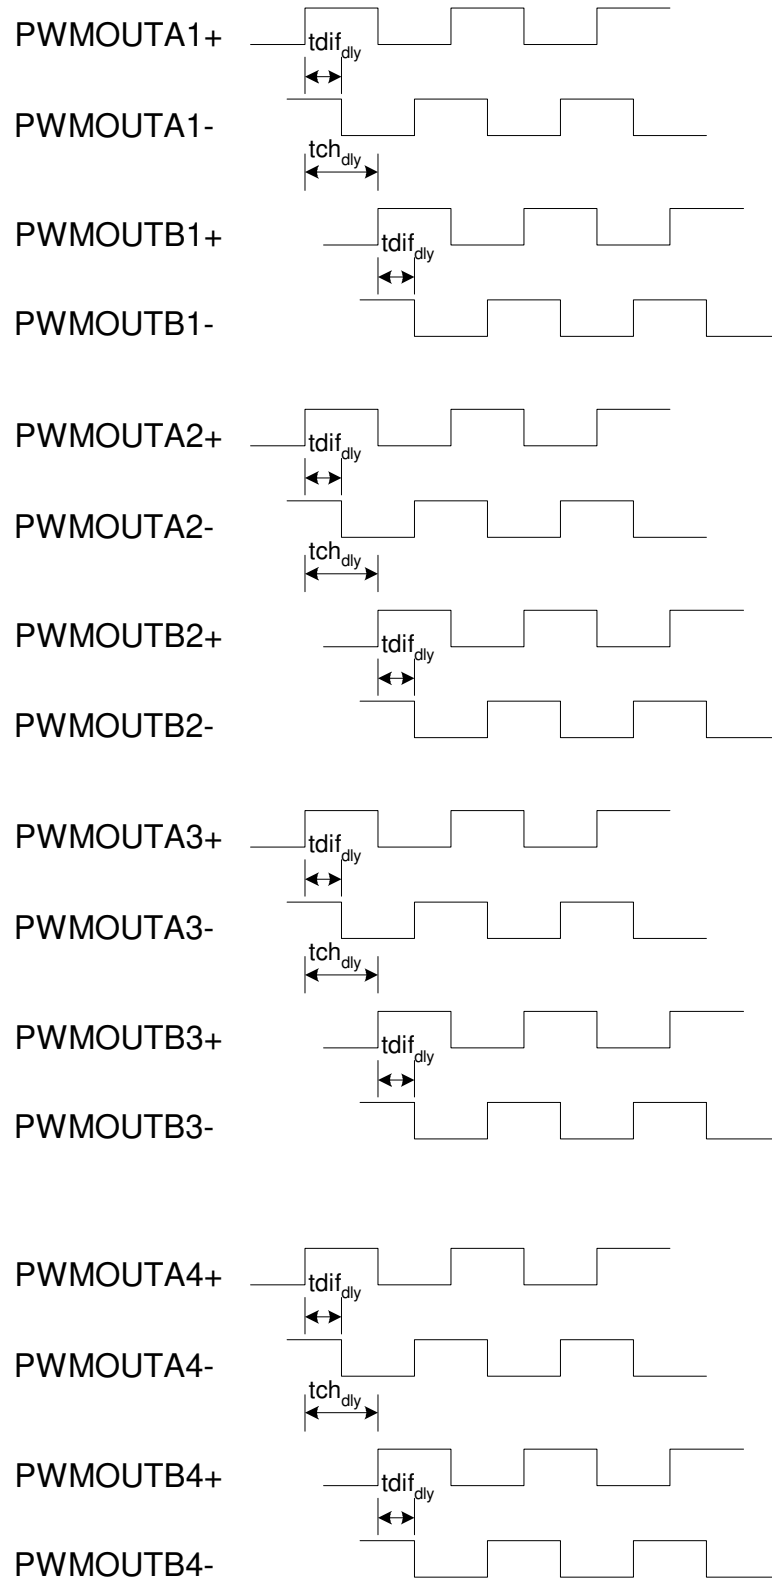 PWMOUTA1+
tdif_dly
PWMOUTA1-
tch_dly
PWMOUTB1+
tdif_dly
PWMOUTB1-
PWMOUTA2+
tdif_dly
PWMOUTA2-
tch_dly
PWMOUTB2+
tdif_dly
PWMOUTB2-
PWMOUTA3+
tdif_dly
PWMOUTA3-
tch_dly
PWMOUTB3+
tdif_dly
PWMOUTB3-
PWMOUTA4+
tdif_dly
PWMOUTA4-
tch_dly
PWMOUTB4+
tdif_dly
PWMOUTB4-